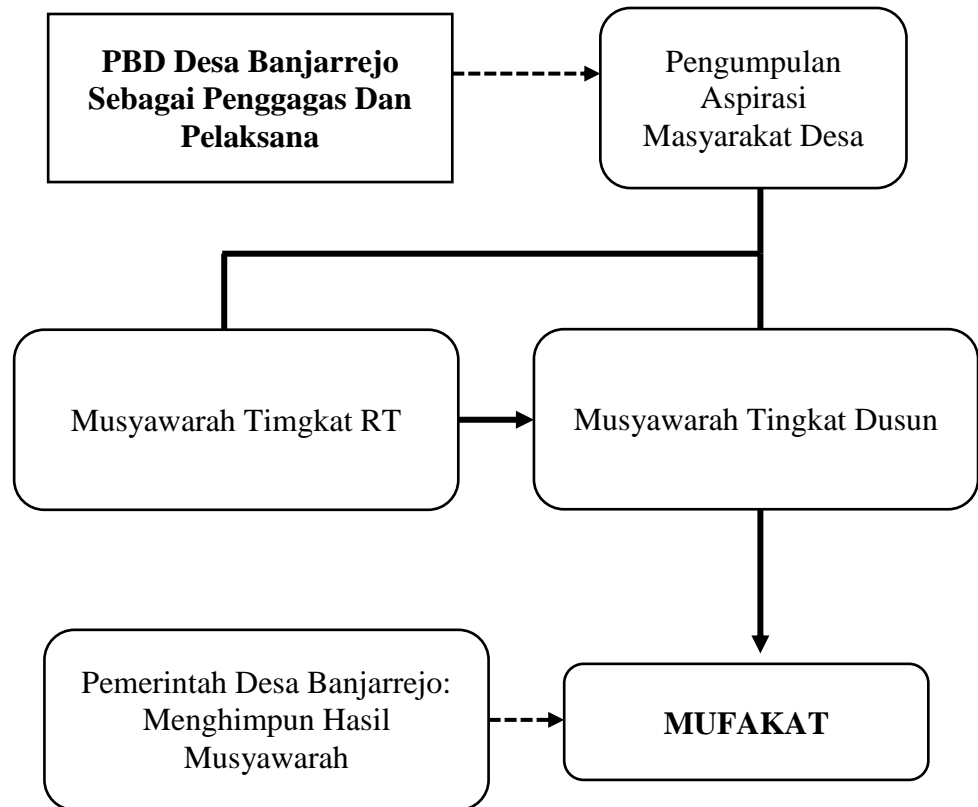 PBD Desa Banjarrejo
Sebagai Penggagas Dan
Pelaksana
Pengumpulan
Aspirasi
Masyarakat Desa
Musyawarah Timgkat RT
Musyawarah Tingkat Dusun
Pemerintah Desa Banjarrejo:
Menghimpun Hasil
Musyawarah
MUFAKAT